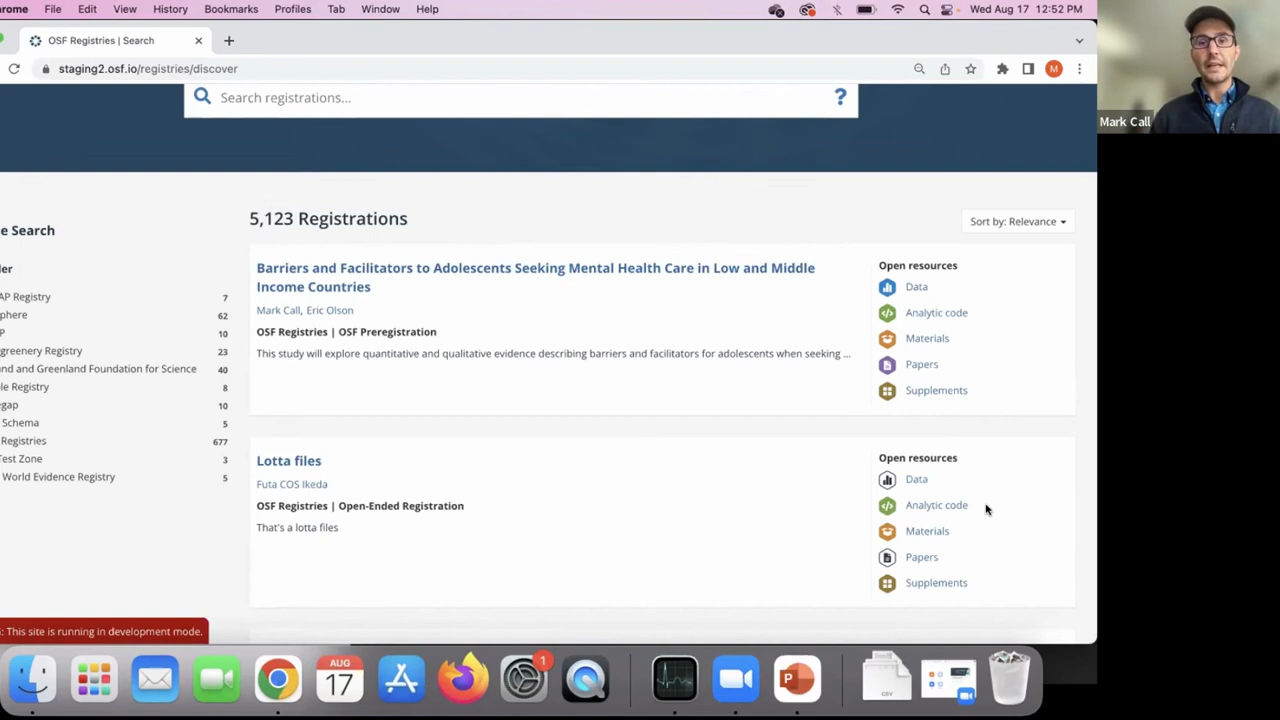 hrome File Edit View History Bookmarks Profiles Tab Window Help Wed Aug 17 12:52 PM
OSF Registries | Search
staging2.osf.io/registries/discover
M
Search registrations...
?
Mark Call
5,123 Registrations
Sort by: Relevance
e Search
ler
AP Registry 7
phere 62
P 10
greenery Registry 23
and and Greenland Foundation for Science 40
le Registry 8
egap 10
Schema 5
Registries 677
Test Zone 3
World Evidence Registry 5
Barriers and Facilitators to Adolescents Seeking Mental Health Care in Low and Middle
Income Countries
Mark Call, Eric Olson
OSF Registries | OSF Preregistration
This study will explore quantitative and qualitative evidence describing barriers and facilitators for adolescents when seeking ...
Open resources
Data
Analytic code
Materials
Papers
Supplements
Lotta files
Futa COS Ikeda
OSF Registries | Open-Ended Registration
That's a lotta files
Open resources
Data
Analytic code
Materials
Papers
Supplements
: This site is running in development mode.
AUG
17
1
P
CSV